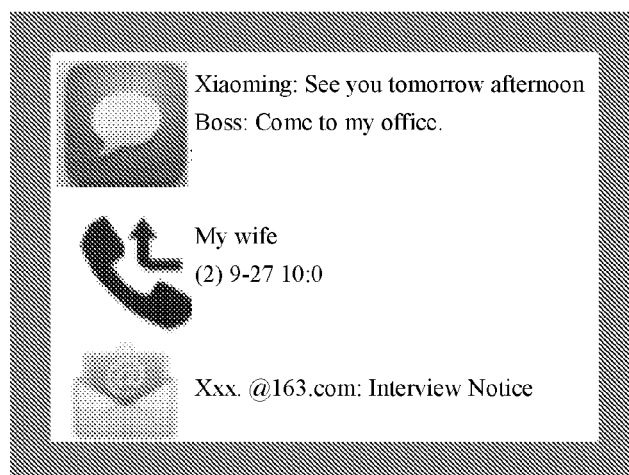 Xiaoming: See you tomorrow afternoon
Boss: Come to my office.
My wife
(2) 9-27 10:0
Xxx. @163.com: Interview Notice